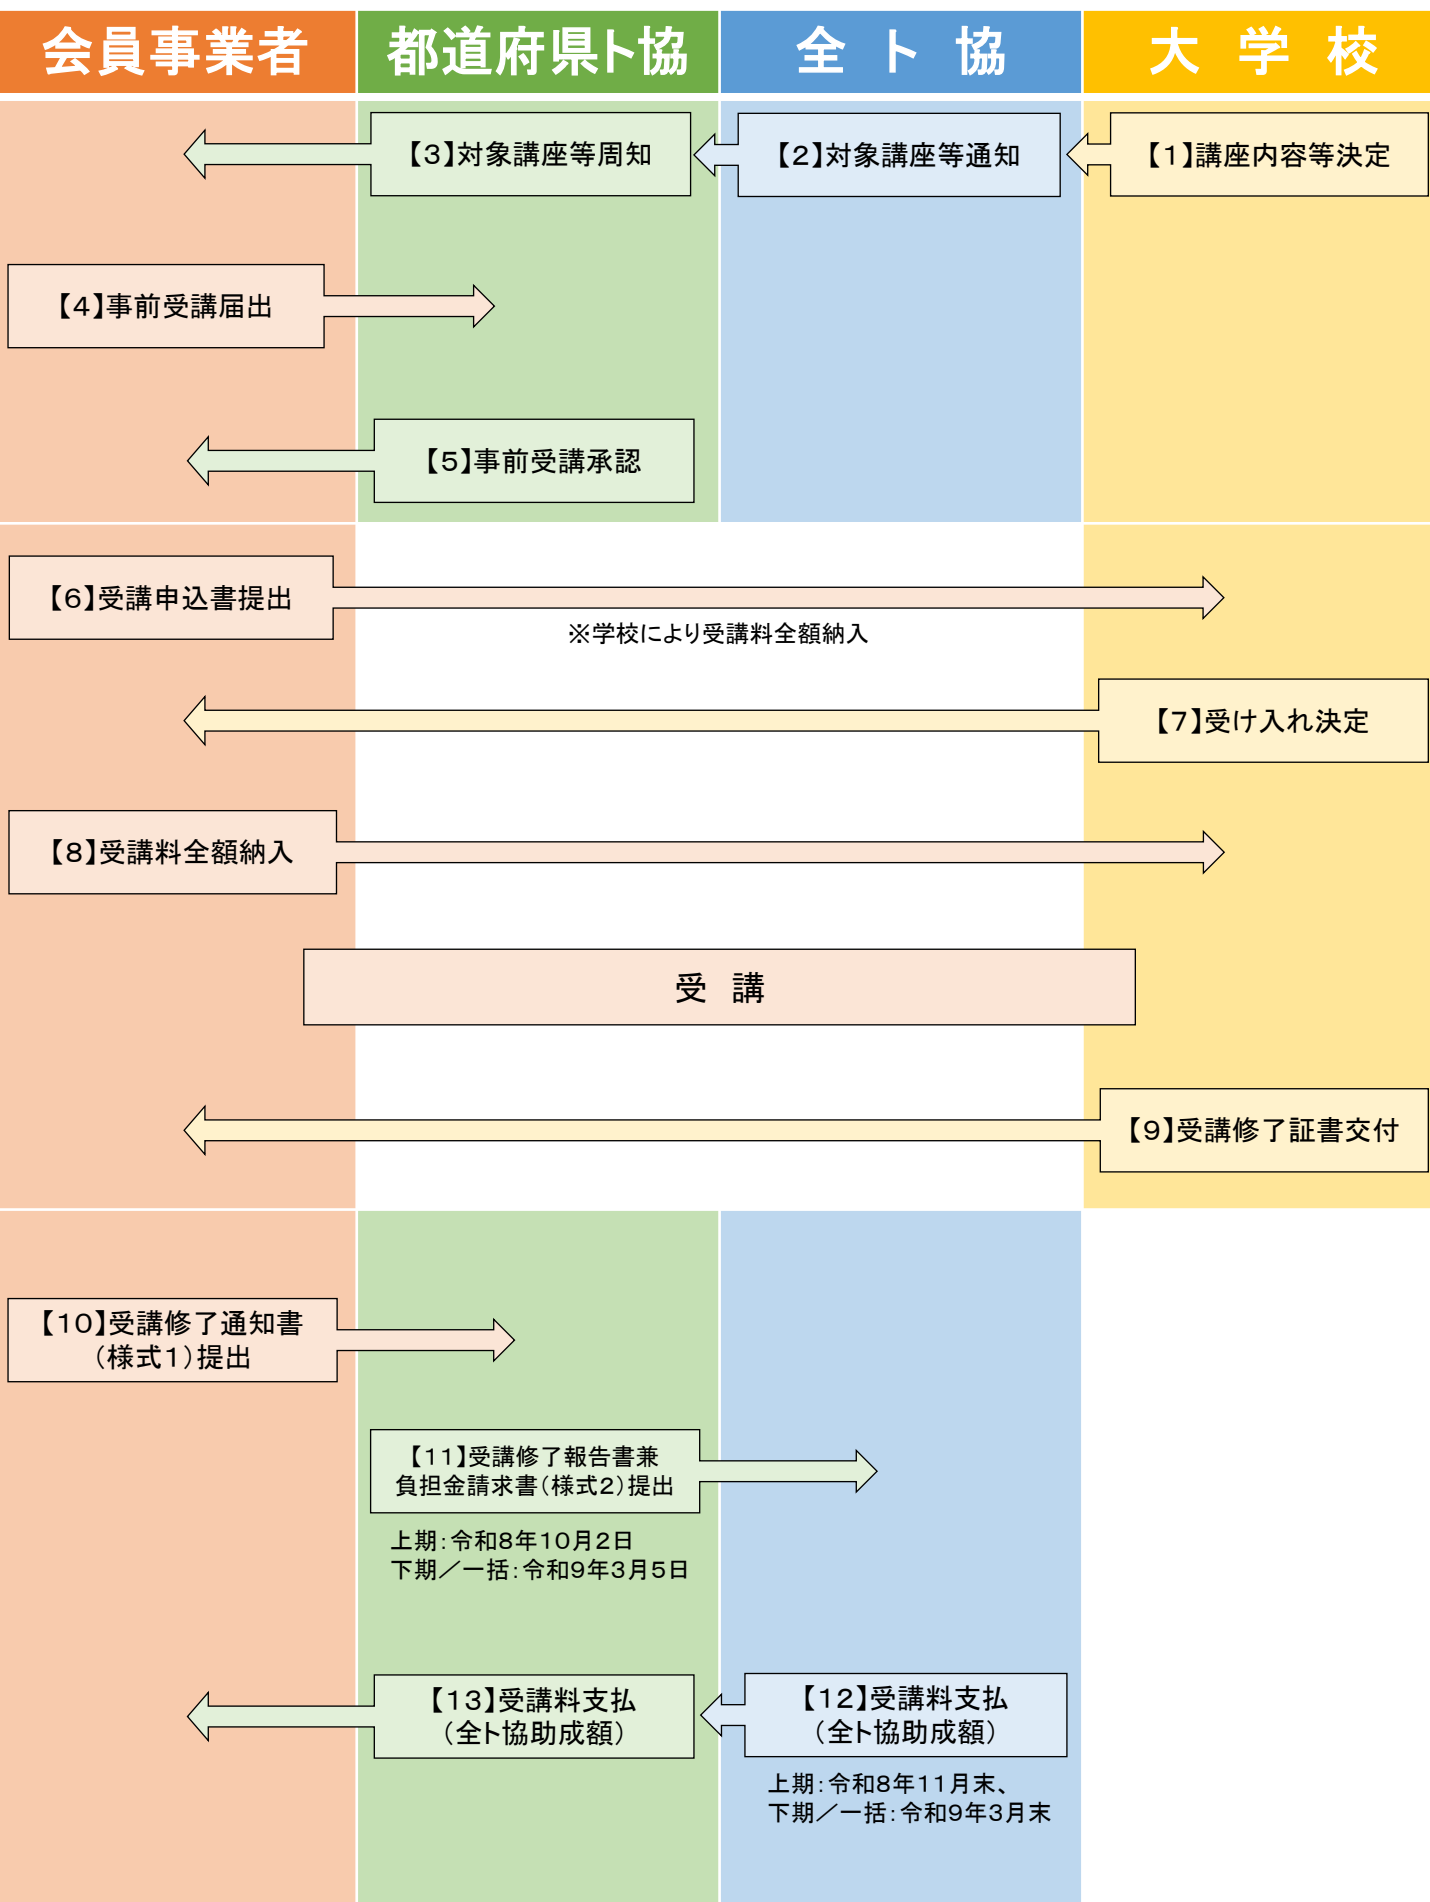 会員事業者
都道府県ト協
全ト協
大学校
【3】対象講座等周知
【2】対象講座等通知
【1】講座内容等決定
【4】事前受講届出
【5】事前受講承認
【6】受講申込書提出
※学校により受講料全額納入
【7】受け入れ決定
【8】受講料全額納入
受 講
【9】受講修了証書交付
【10】受講修了通知書
（様式1）提出
【11】受講修了報告書兼
負担金請求書（様式2）提出
上期：令和8年10月2日
下期／一括：令和9年3月5日
【13】受講料支払
（全ト協助成額）
【12】受講料支払
（全ト協助成額）
上期：令和8年11月末、
下期／一括：令和9年3月末